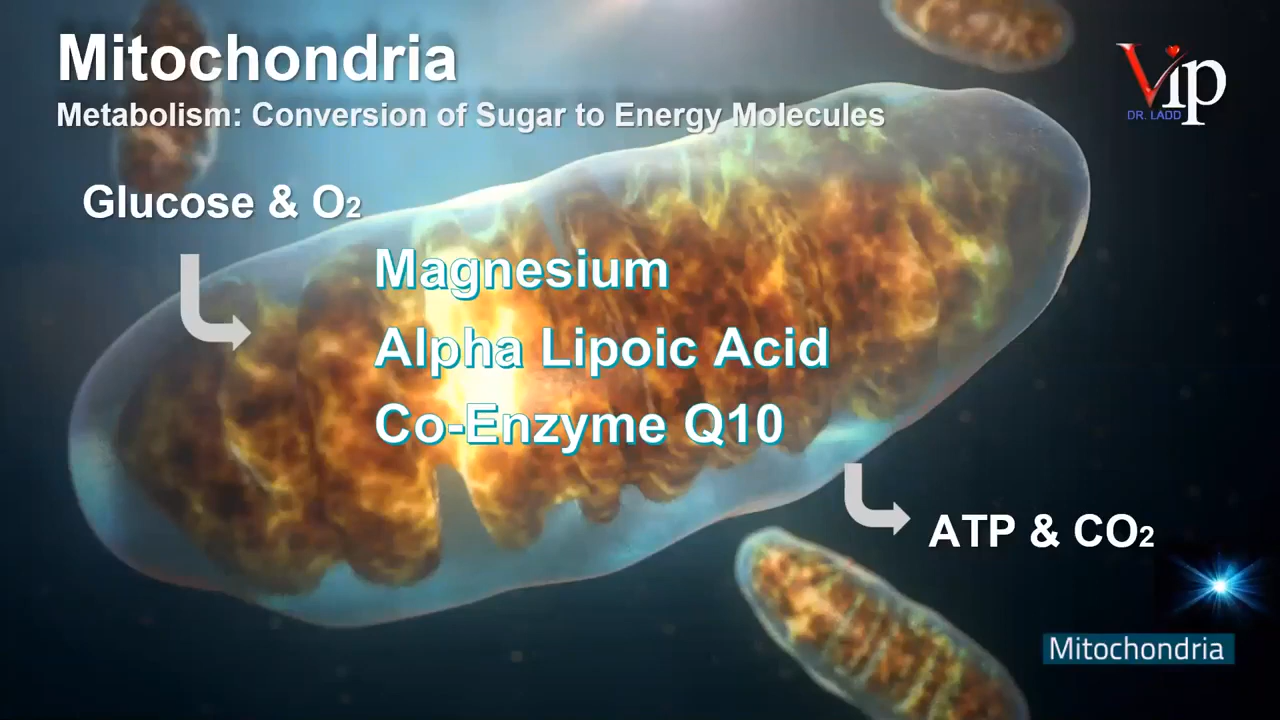 Mitochondria
Metabolism: Conversion of Sugar to Energy Molecules
Vip
DR. LADD
Glucose & O₂
Magnesium
Alpha Lipoic Acid
Co-Enzyme Q10
ATP & CO₂
Mitochondria